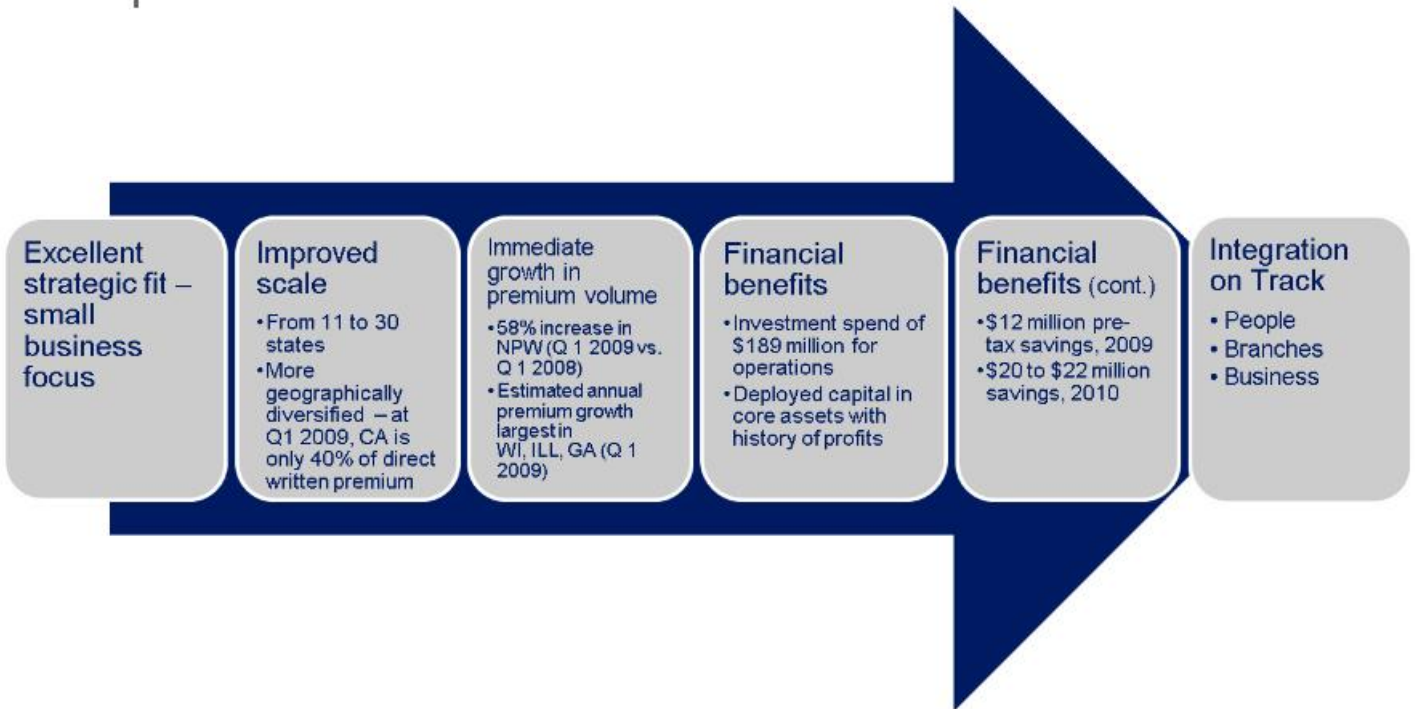 Excellent
strategic fit –
small
business
focus
Improved
scale
•From 11 to 30
states
•More
geographically
diversified – at
Q1 2009, CA is
only 40% of direct
written premium
Immediate
growth in
premium volume
•58% increase in
NPW (Q 1 2009 vs.
Q 1 2008)
•Estimated annual
premium growth
largest in
WI, ILL, GA (Q 1
2009)
Financial
benefits
•Investment spend of
$189 million for
operations
•Deployed capital in
core assets with
history of profits
Financial
benefits (cont.)
•$12 million pre-
tax savings, 2009
•$20 to $22 million
savings, 2010
Integration
on Track
• People
• Branches
• Business